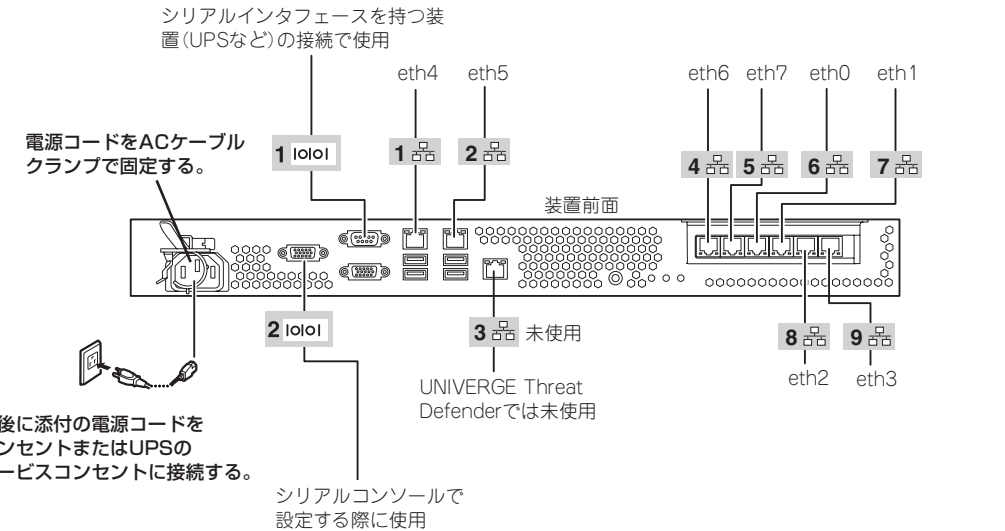 シリアルインタフェースを持つ装
置(UPSなど)の接続で使用
eth4
eth5
eth6
eth7
eth0
eth1
電源コードをACケーブル
クランプで固定する。
1 IOIOI
1
2
4
5
6
7
装置前面
2 IOIOI
3 未使用
8
9
eth2
eth3
UNIVERGE Threat
Defenderでは未使用
後に添付の電源コードを
ンセントまたはUPSの
ービスコンセントに接続する。
シリアルコンソールで
設定する際に使用